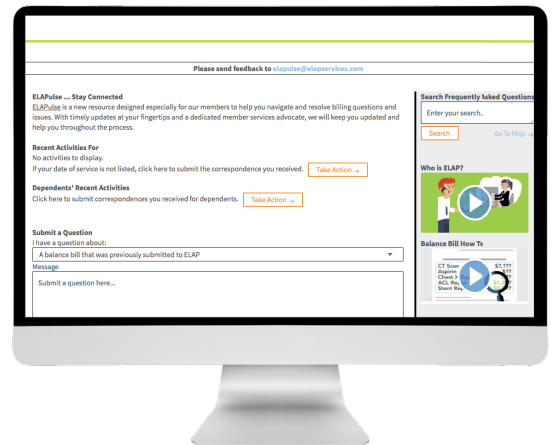 Please send feedback to elapulse@elapservices.com
ELAPulse ... Stay Connected
ELAPulse is a new resource designed especially for our members to help you navigate and resolve billing questions and
issues. With timely updates at your fingertips and a dedicated member services advocate, we will keep you updated and
help you throughout the process.
Recent Activities For
No activities to display.
If your date of service is not listed, click here to submit the correspondence you received. Take Action →
Dependents' Recent Activities
Click here to submit correspondences you received for dependents. Take Action →
Submit a Question
I have a question about:
A balance bill that was previously submitted to ELAP
Message
Submit a question here...
Search Frequently Asked Questions
Enter your search..
Search Go To FAQs →
Who is ELAP?
Balance Bill How To
CT Scan $?,???
Aspirin
Chest
ACL
Stent